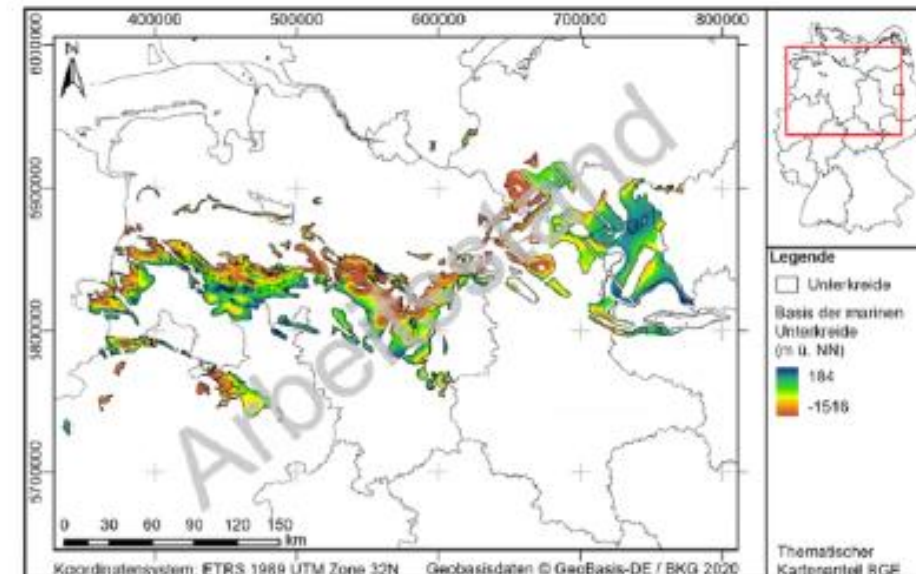 400000 500000 600000 700000 800000
6010000
5900000
5800000
5700000
N
Arbeitsstand
0 30 60 90 120 150
km
Koordinatensystem: ETRS 1989 UTM Zone 32N Geobasisdaten © GeoBasis-DE / BKG 2020
Legende
Unterkreide
Basis der marinen
Unterkreide
(m ü. NN)
184
-1516
Thematischer
Kartenanteil BGE